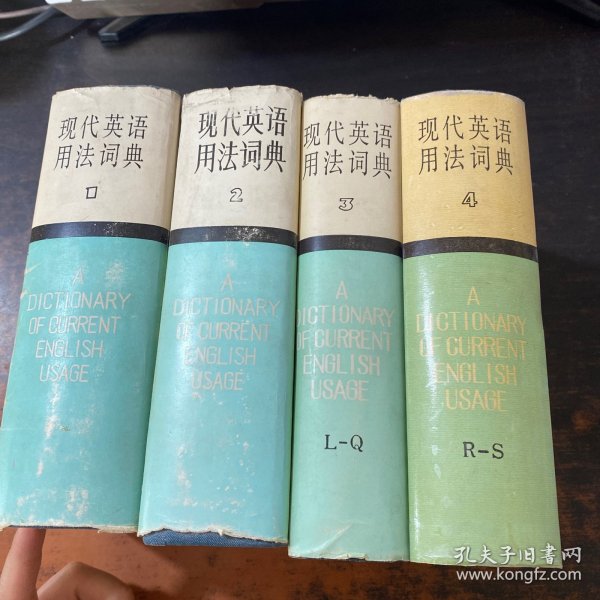 现代英语
用法词典
1
A
DICTIONARY
OF CURRENT
ENGLISH
USAGE
现代英语
用法词典
2
A
DICTIONARY
OF CURRENT
ENGLISH
USAGE
现代英语
用法词典
3
A
DICTIONARY
OF CURRENT
ENGLISH
USAGE
L-Q
现代英语
用法词典
4
A
DICTIONARY
OF CURRENT
ENGLISH
USAGE
R-S
孔夫子旧书网
www.kongfz.com